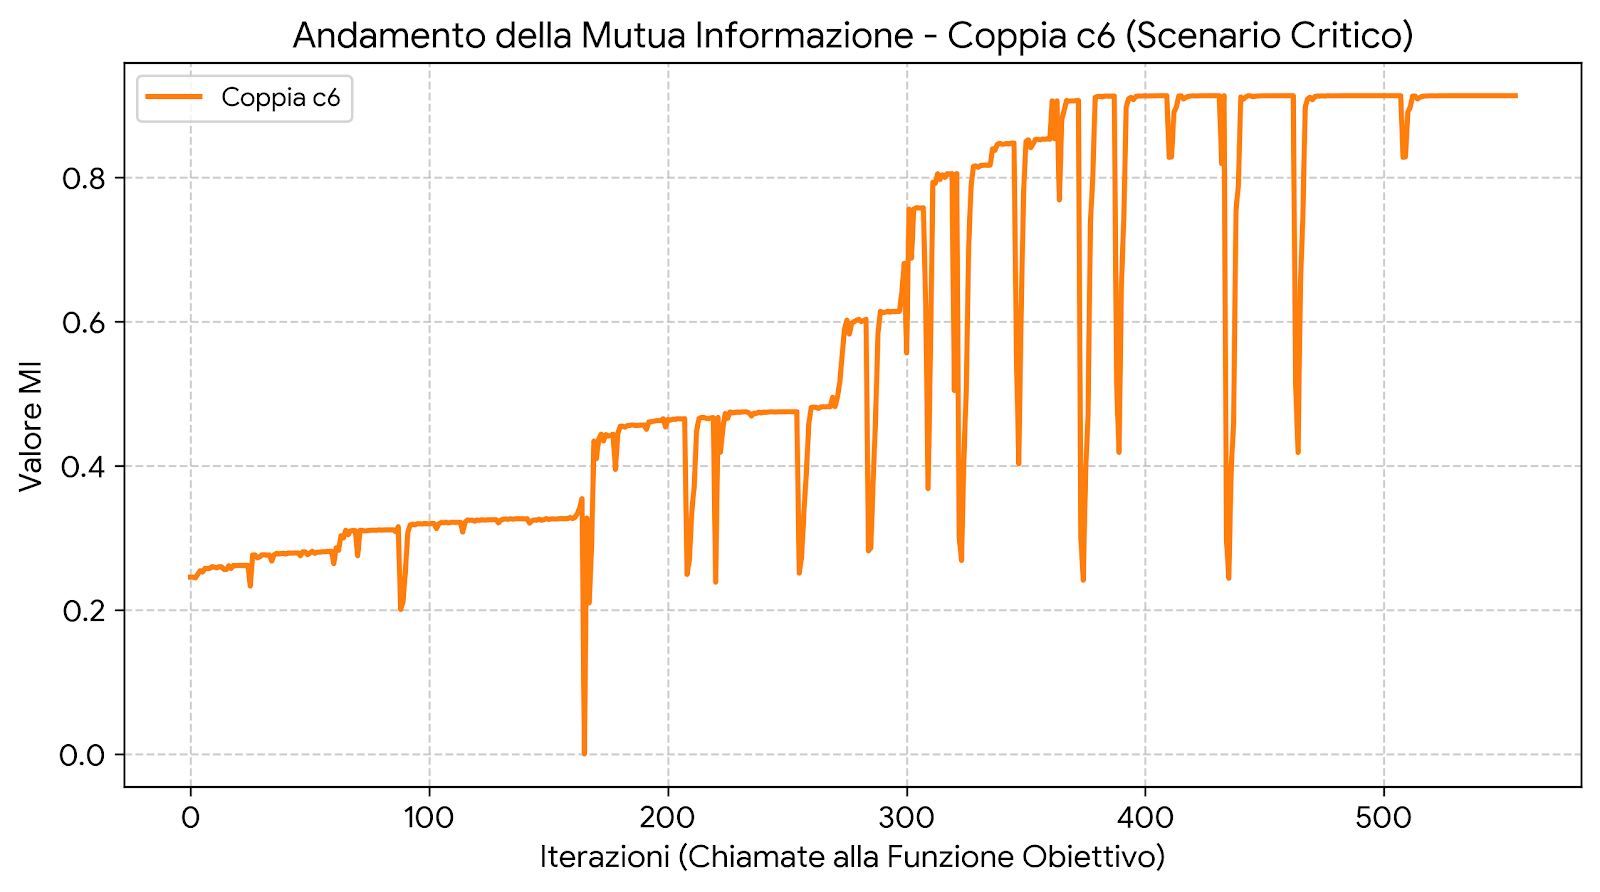 Andamento della Mutua Informazione - Coppia c6 (Scenario Critico)
Coppia c6
Valore MI
0.8
0.6
0.4
0.2
0.0
0 100 200 300 400 500
Iterazioni (Chiamate alla Funzione Obiettivo)